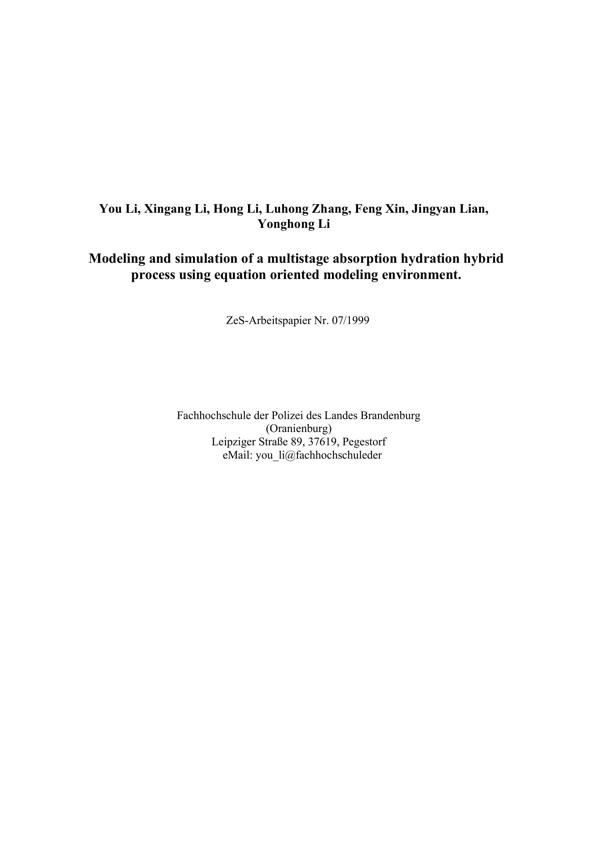 You Li, Xingang Li, Hong Li, Luhong Zhang, Feng Xin, Jingyan Lian,
Yonghong Li
Modeling and simulation of a multistage absorption hydration hybrid
process using equation oriented modeling environment.
ZeS-Arbeitspapier Nr. 07/1999
Fachhochschule der Polizei des Landes Brandenburg
(Oranienburg)
Leipziger Straße 89, 37619, Pegestorf
eMail: you_li@fachhochschuleder